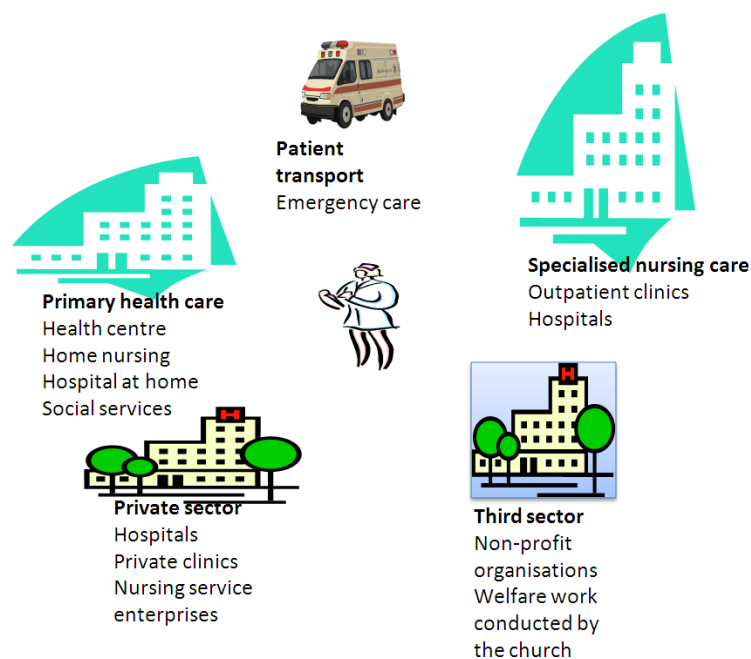 Patient
transport
Emergency care
Specialised nursing care
Outpatient clinics
Hospitals
Primary health care
Health centre
Home nursing
Hospital at home
Social services
H
Private sector
Hospitals
Private clinics
Nursing service
enterprises
H
Third sector
Non-profit
organisations
Welfare work
conducted by
the church